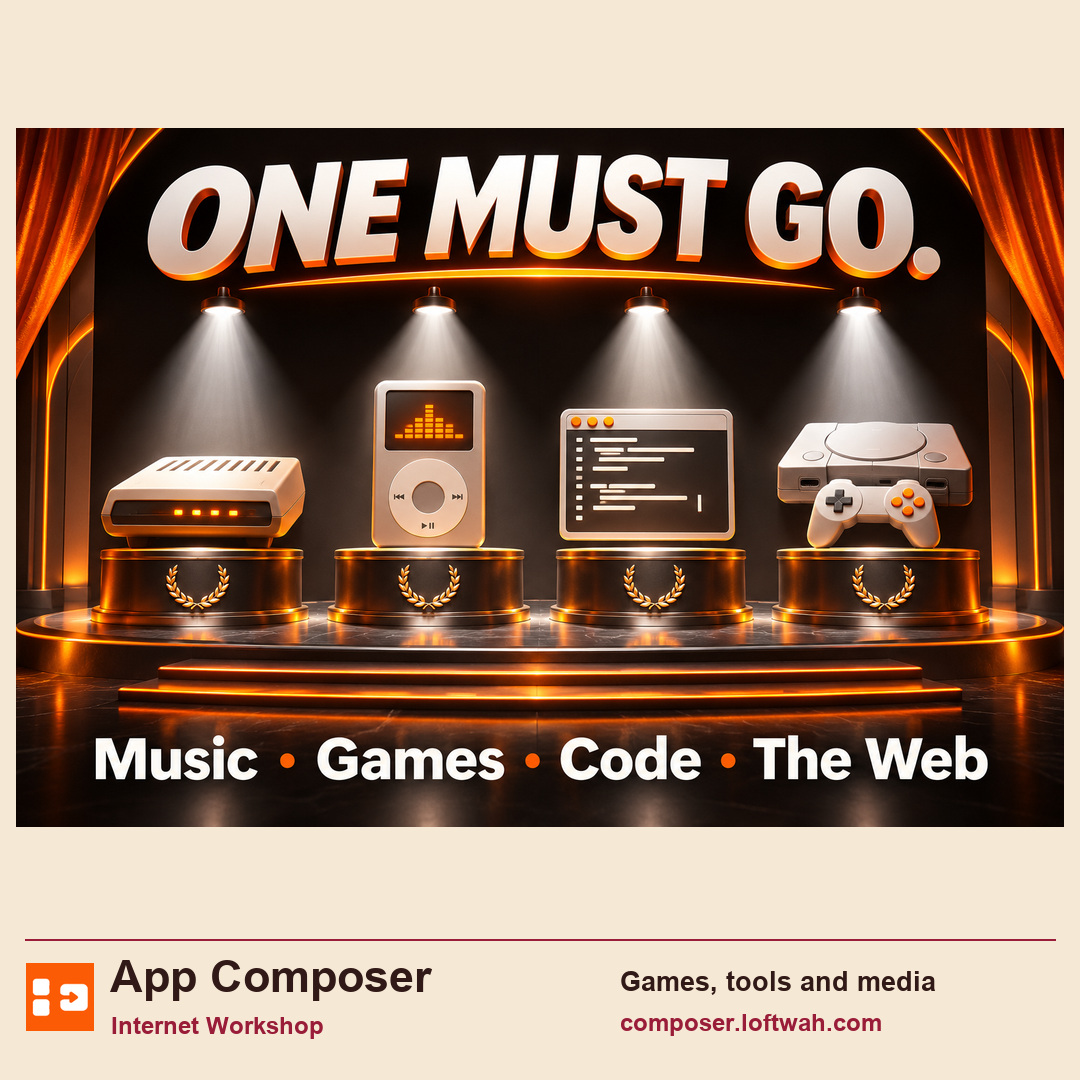 ONE MUST GO.
Music • Games • Code • The Web
App Composer
Internet Workshop
Games, tools and media
composer.loftwah.com